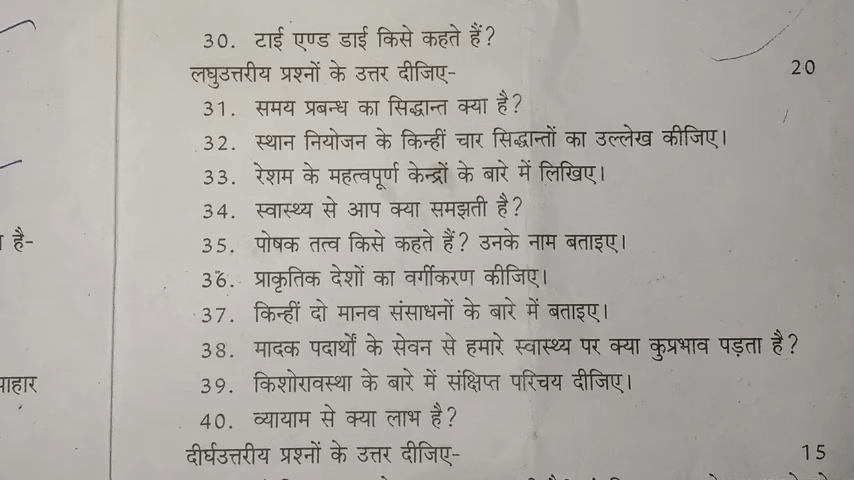 30. टाई एण्ड डाई किसे कहते हैं?
लघुउत्तरीय प्रश्नों के उत्तर दीजिए- 20
31. समय प्रबन्ध का सिद्धान्त क्या है?
32. स्थान नियोजन के किन्हीं चार सिद्धान्तों का उल्लेख कीजिए।
33. रेशम के महत्वपूर्ण केन्द्रों के बारे में लिखिए।
34. स्वास्थ्य से आप क्या समझती है?
है-
35. पोषक तत्व किसे कहते हैं? उनके नाम बताइए।
36. प्राकृतिक देशों का वर्गीकरण कीजिए।
37. किन्हीं दो मानव संसाधनों के बारे में बताइए।
38. मादक पदार्थों के सेवन से हमारे स्वास्थ्य पर क्या कुप्रभाव पड़ता है?
39. किशोरावस्था के बारे में संक्षिप्त परिचय दीजिए।
40. व्यायाम से क्या लाभ है?
दीर्घउत्तरीय प्रश्नों के उत्तर दीजिए- 15